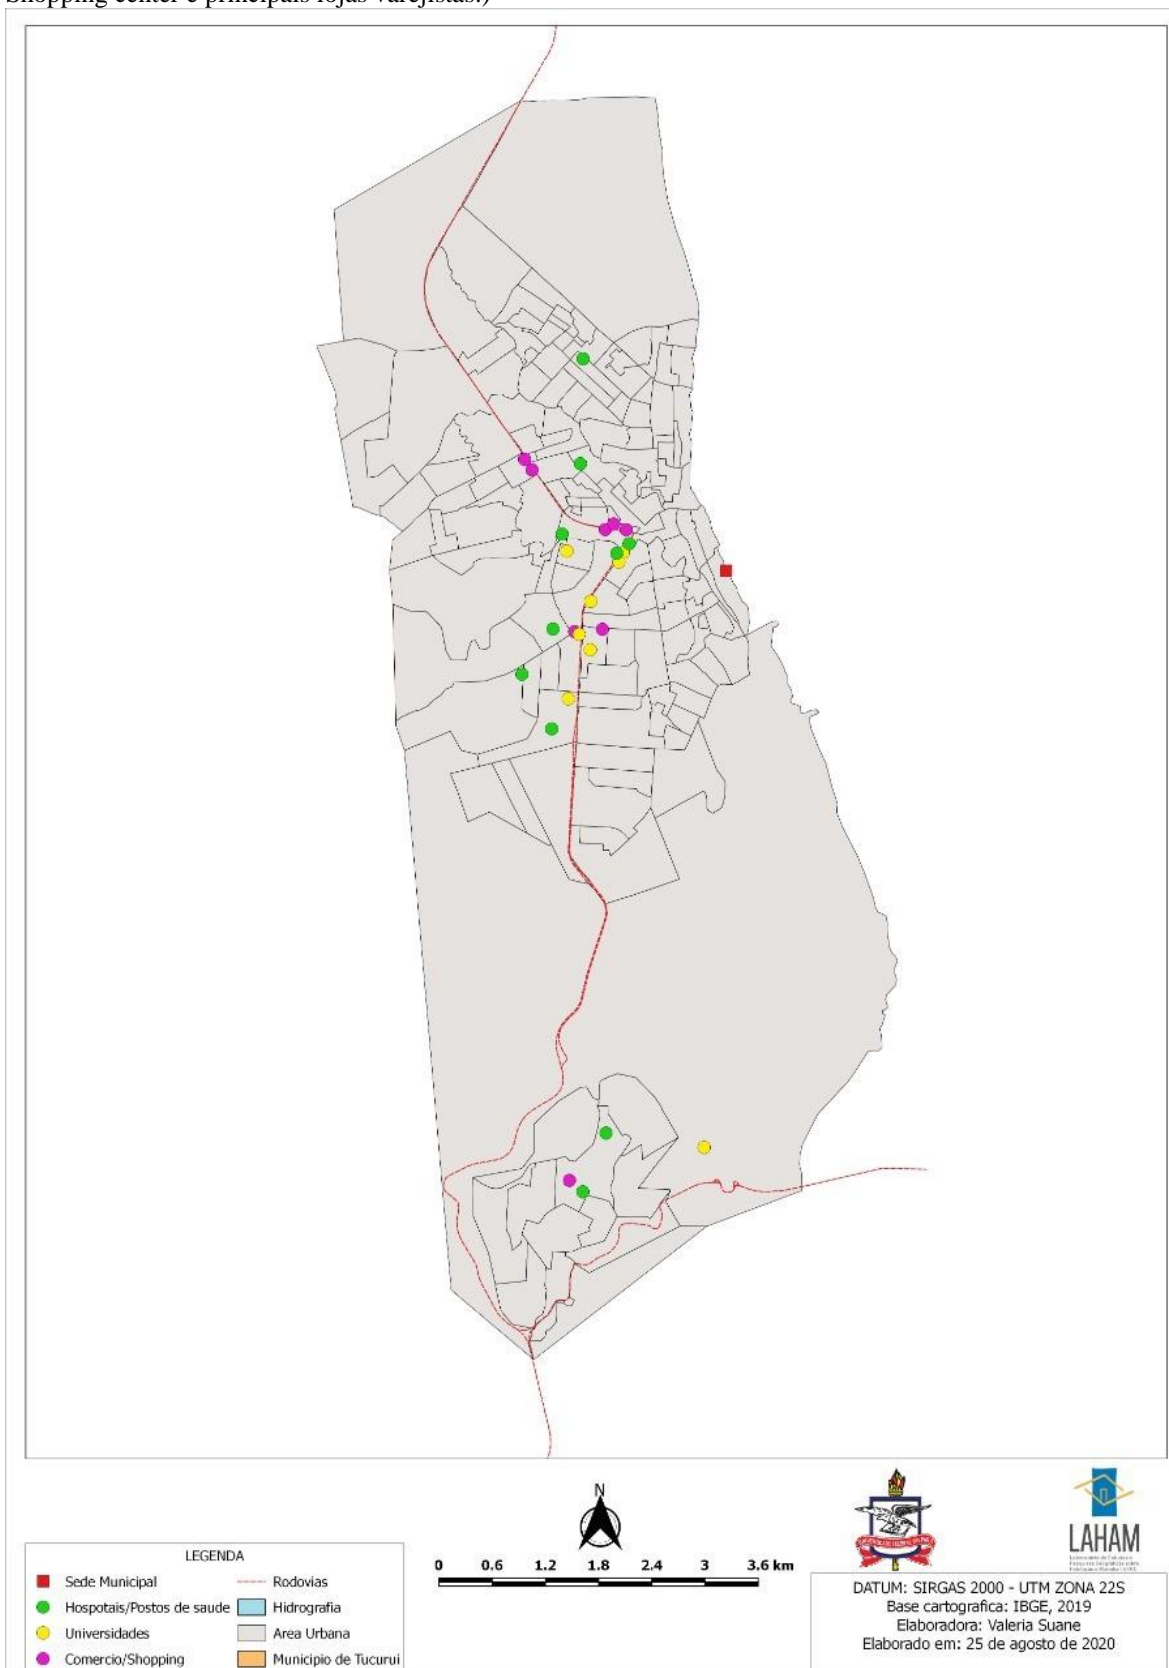 Shopping center e principais lojas varejistas.)
N
0 0.6 1.2 1.8 2.4 3 3.6 km
LEGENDA
Sede Municipal
Hospotais/Postos de saude
Universidades
Comercio/Shopping
Rodovias
Hidrografia
Area Urbana
Municipio de Tucurui
LAHAM
DATUM: SIRGAS 2000 - UTM ZONA 22S
Base cartografica: IBGE, 2019
Elaboradora: Valeria Suane
Elaborado em: 25 de agosto de 2020